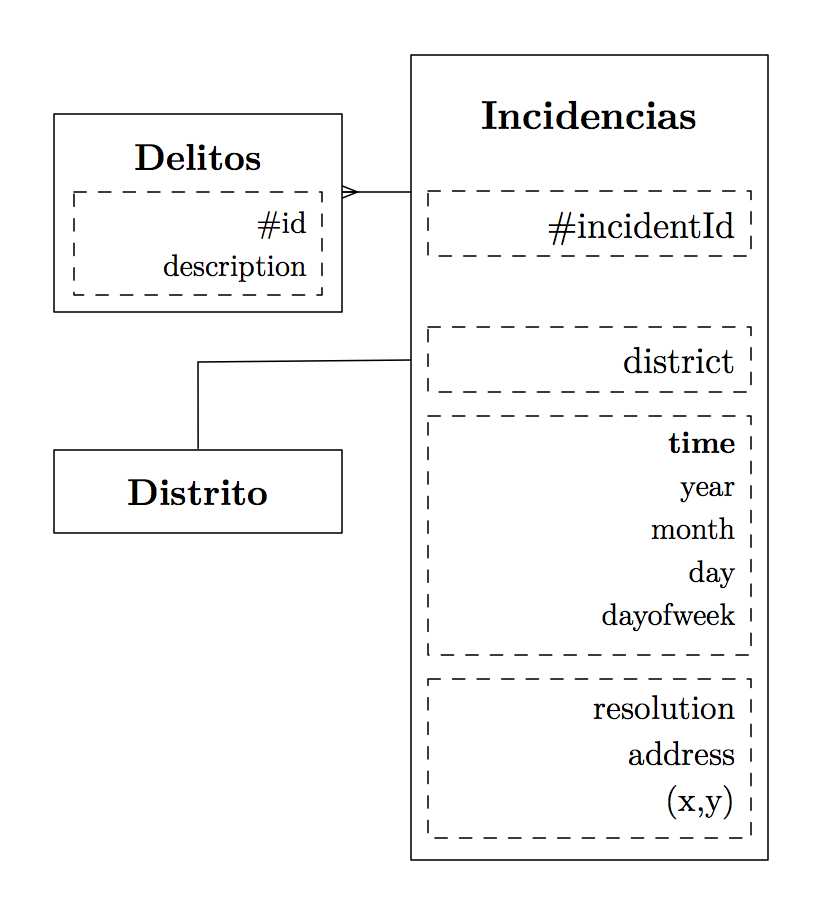 Delitos
#id
description
Distrito
Incidencias
#incidentId
district
time
year
month
day
dayofweek
resolution
address
(x,y)